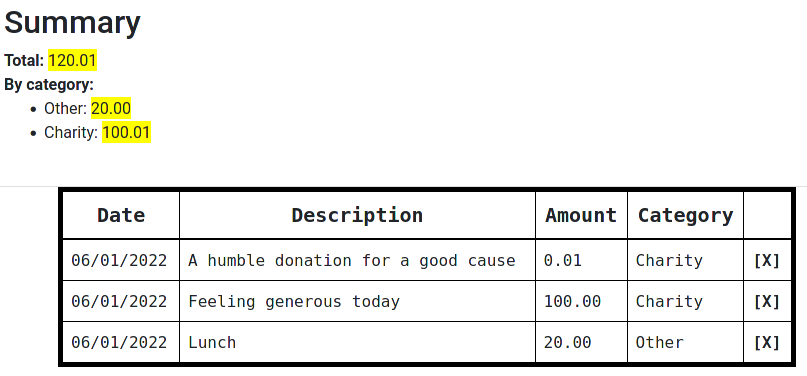 Summary
Total: 120.01
By category:
• Other: 20.00
• Charity: 100.01
Date Description Amount Category
06/01/2022 A humble donation for a good cause 0.01 Charity [X]
06/01/2022 Feeling generous today 100.00 Charity [X]
06/01/2022 Lunch 20.00 Other [X]